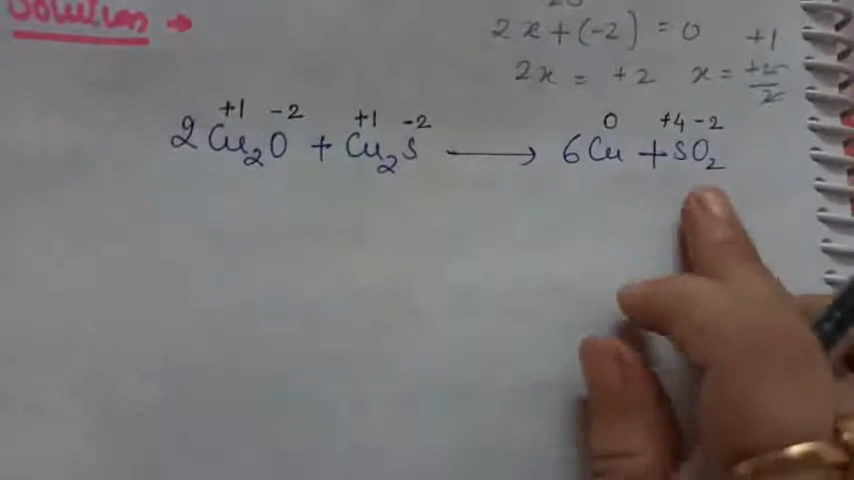 Solution →
2x+(-2) = 0
2x = +2 x = +2/2 +1
+1 -2 +1 -2 0 +4 -2
2Cu₂O + Cu₂S → 6Cu + SO₂